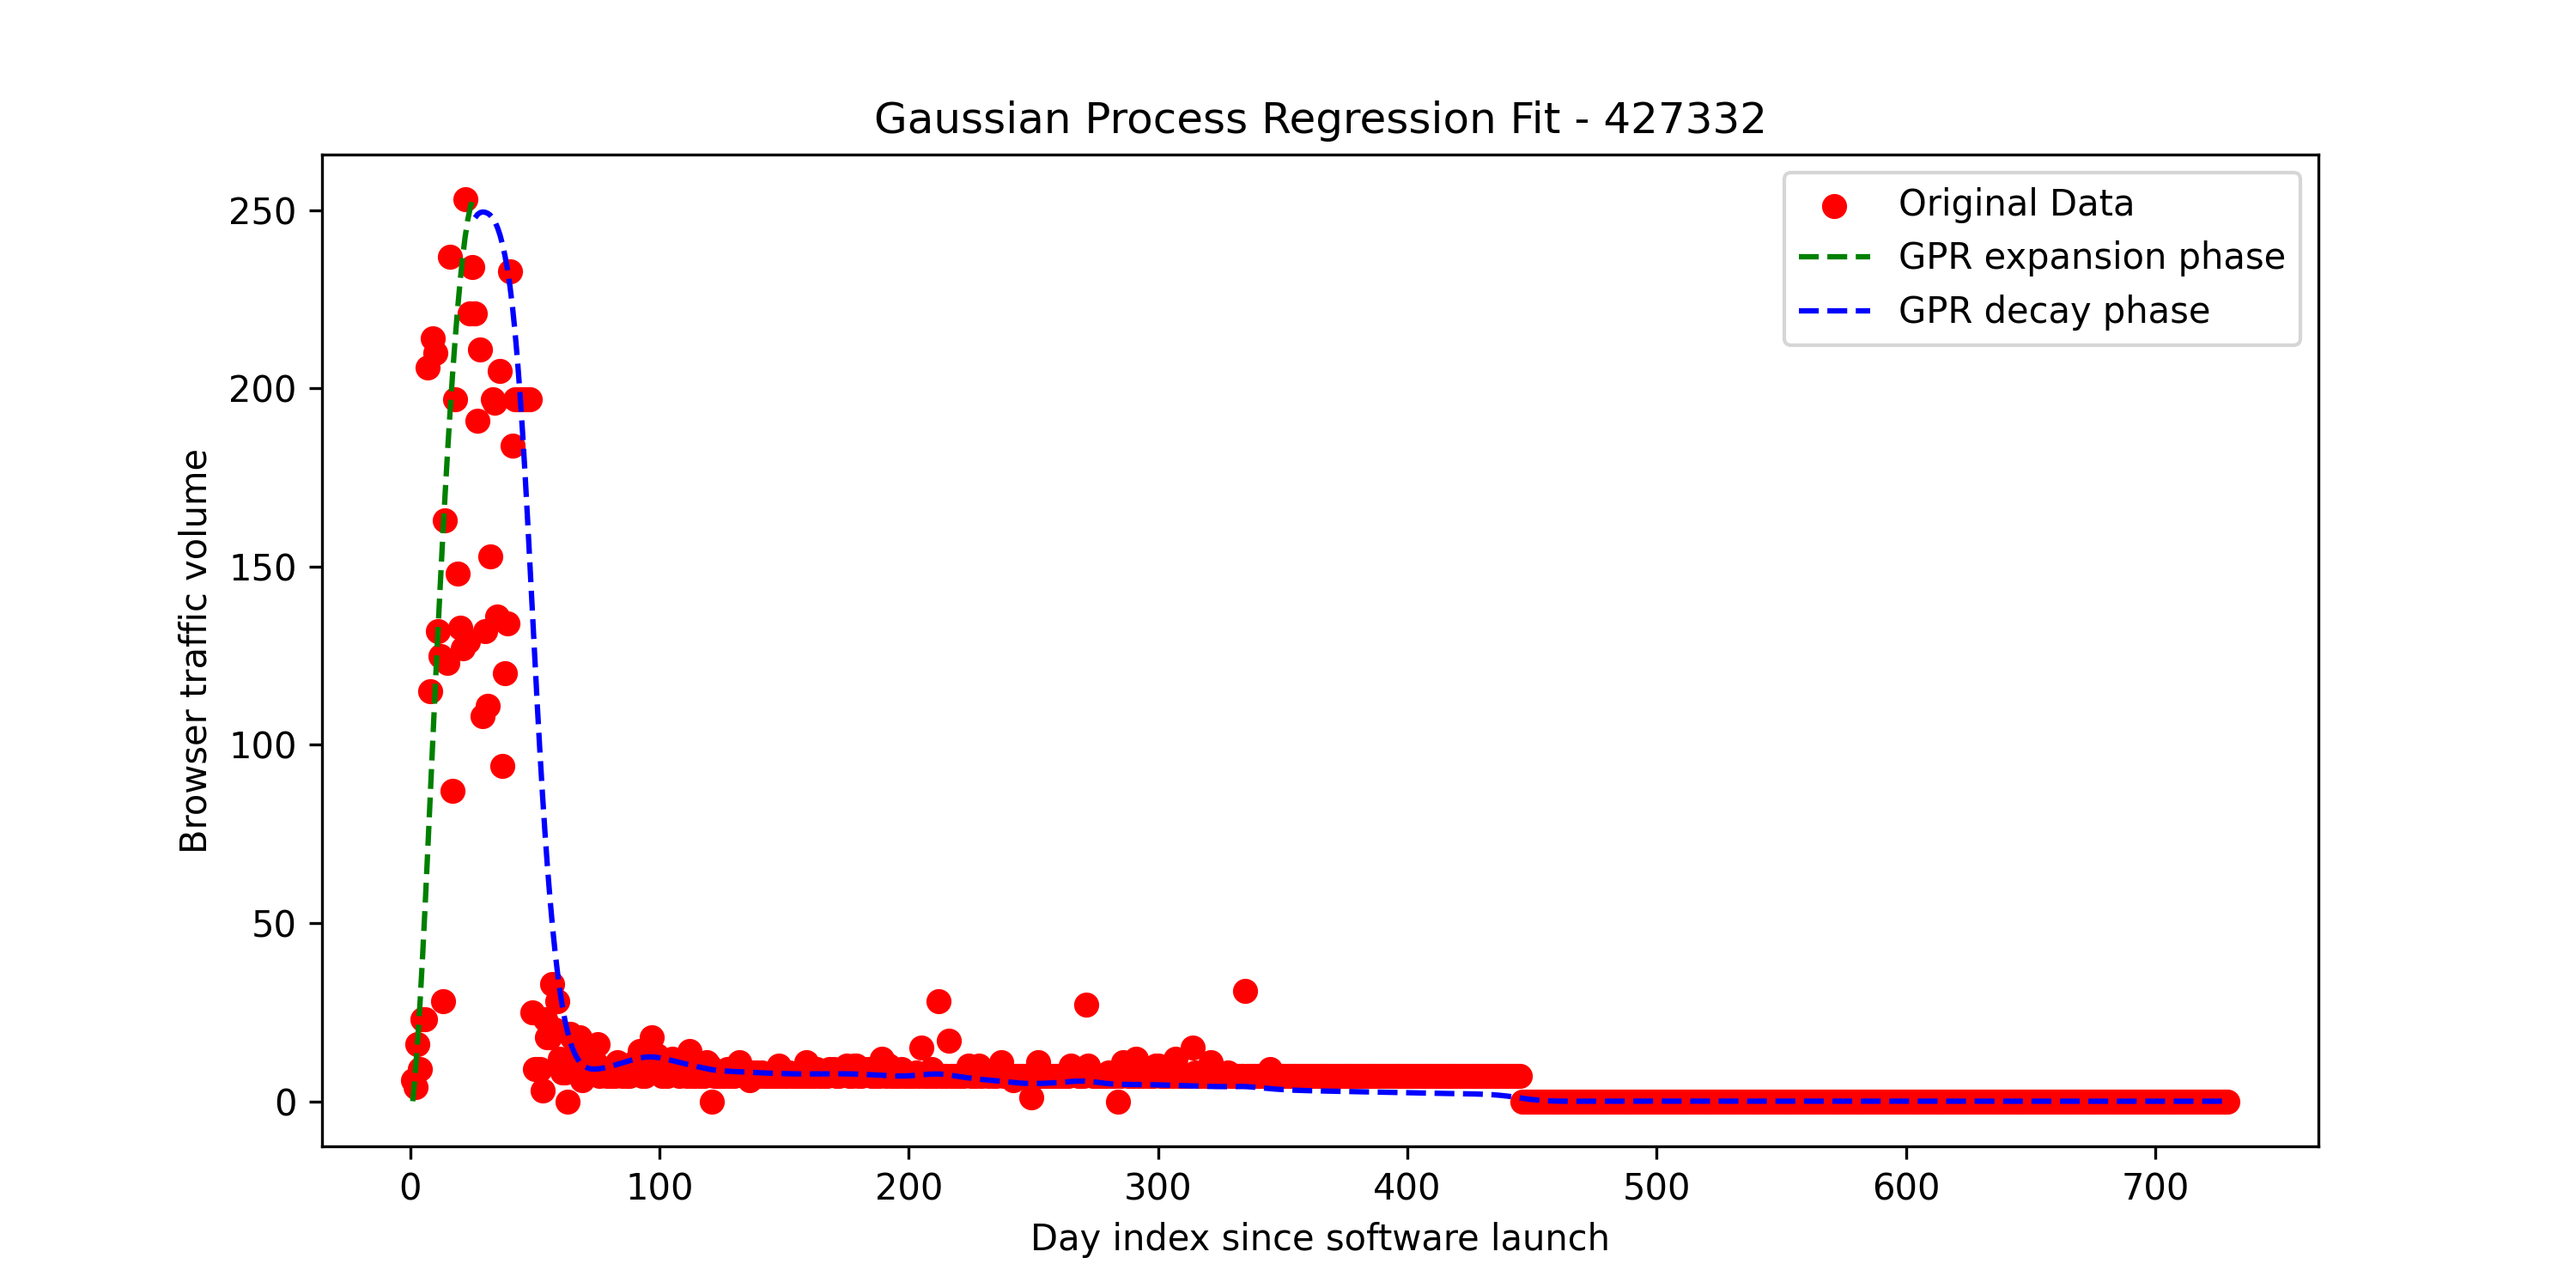 Gaussian Process Regression Fit - 427332
Original Data
GPR expansion phase
GPR decay phase
Browser traffic volume
250
200
150
100
50
0
0 100 200 300 400 500 600 700
Day index since software launch